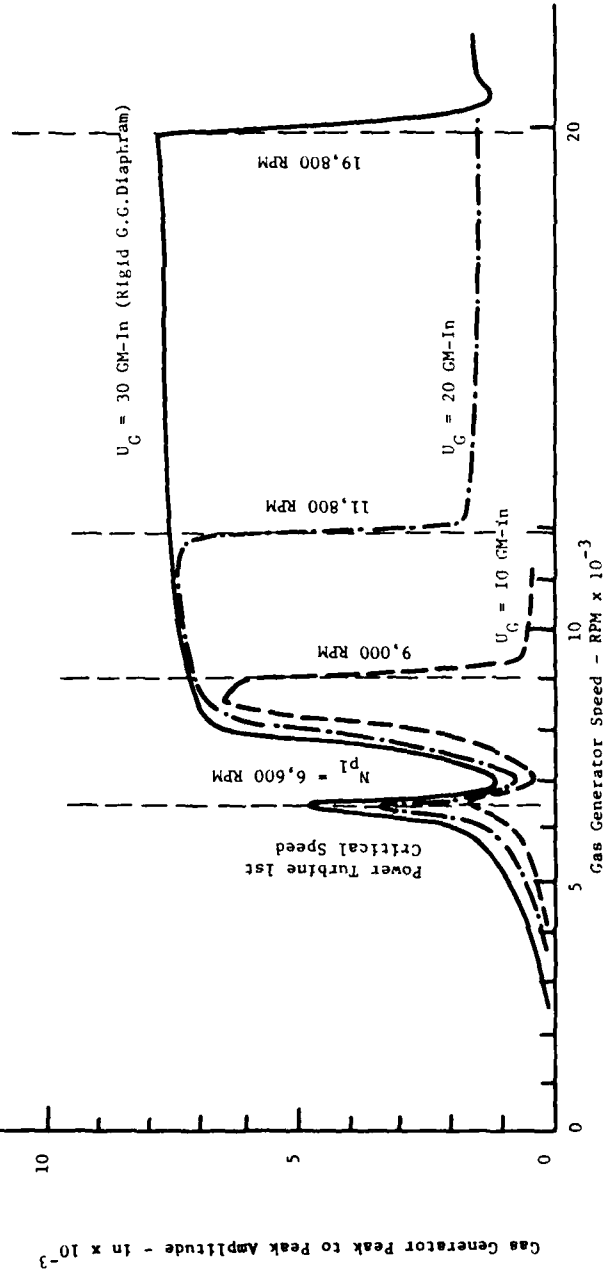 Gas Generator Peak to Peak Amplitude - in x 10-3
10
5
0
U_G = 30 GM-In (Rigid G.G.Diaphram)
19,800 RPM
U_G = 20 GM-In
11,800 RPM
U_G = 10 GM-in
9,000 RPM
N_p1 = 6,600 RPM
Power Turbine 1st
Critical Speed
0
5
10
20
Gas Generator Speed - RPM x 10-3